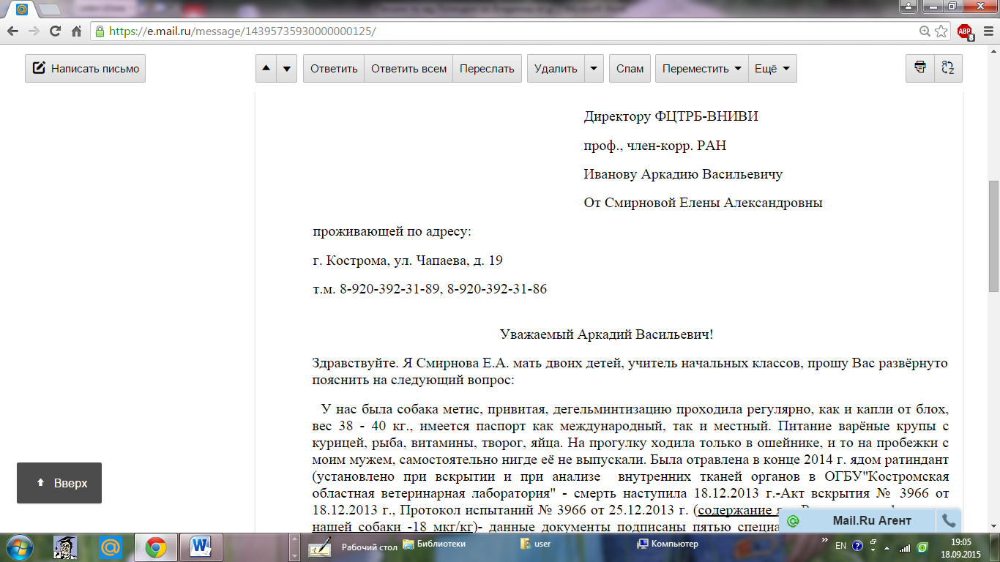 https://e.mail.ru/message/14395735930000000125/
ABP
8
Написать письмо
Ответить
Ответить всем
Переслать
Удалить
Спам
Переместить
Ещё
Директору ФЦТРБ-ВНИВИ
проф., член-корр. РАН
Иванову Аркадию Васильевичу
От Смирновой Елены Александровны
проживающей по адресу:
г. Кострома, ул. Чапаева, д. 19
т.м. 8-920-392-31-89, 8-920-392-31-86
Уважаемый Аркадий Васильевич!
Здравствуйте. Я Смирнова Е.А. мать двоих детей, учитель начальных классов, прошу Вас развёрнуто
пояснить на следующий вопрос:
У нас была собака метис, привитая, дегельминтизацию проходила регулярно, как и капли от блох,
вес 38 - 40 кг., имеется паспорт как международный, так и местный. Питание варёные крупы с
курицей, рыба, витамины, творог, яйца. На прогулку ходила только в ошейнике, и то на пробежки с
моим мужем, самостоятельно нигде её не выпускали. Была отравлена в конце 2014 г. ядом ратиндант
(установлено при вскрытии и при анализе внутренних тканей органов в ОГБУ"Костромская
областная ветеринарная лаборатория" - смерть наступила 18.12.2013 г.-Акт вскрытия № 3966 от
18.12.2013 г., Протокол испытаний № 3966 от 25.12.2013 г. (содержание
нашей собаки -18 мкг/кг)- данные документы подписаны пятью
Вверх
Mail.Ru Агент
Рабочий стол
Библиотеки
user
Компьютер
EN
19:05
18.09.2015